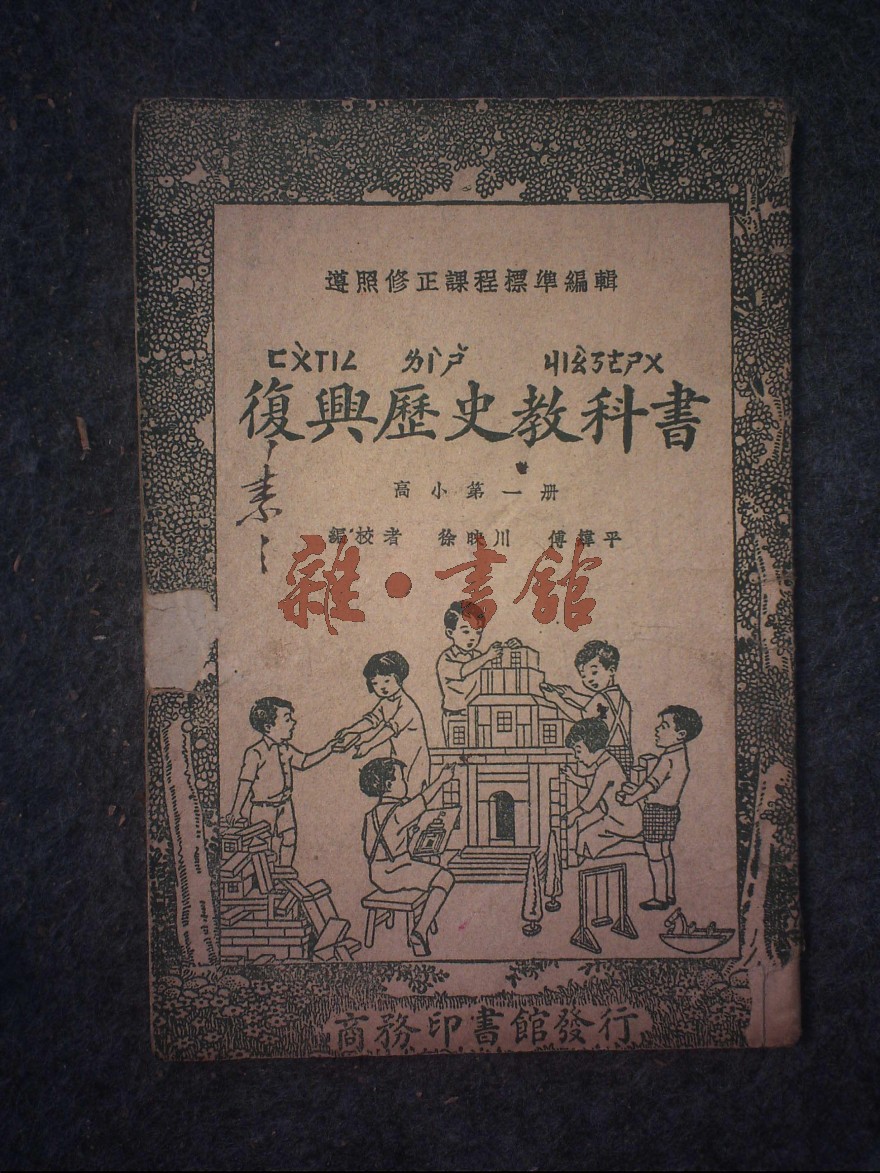 遵照修正課程標準編輯
ㄈㄨˋㄒㄧㄥ ㄌㄧˋㄕˇ ㄐㄧㄠˋㄎㄜㄕㄨ
復興歷史教科書
高小第一册
編校者 徐映川 傅緯平
雜·書館
商務印書館發行